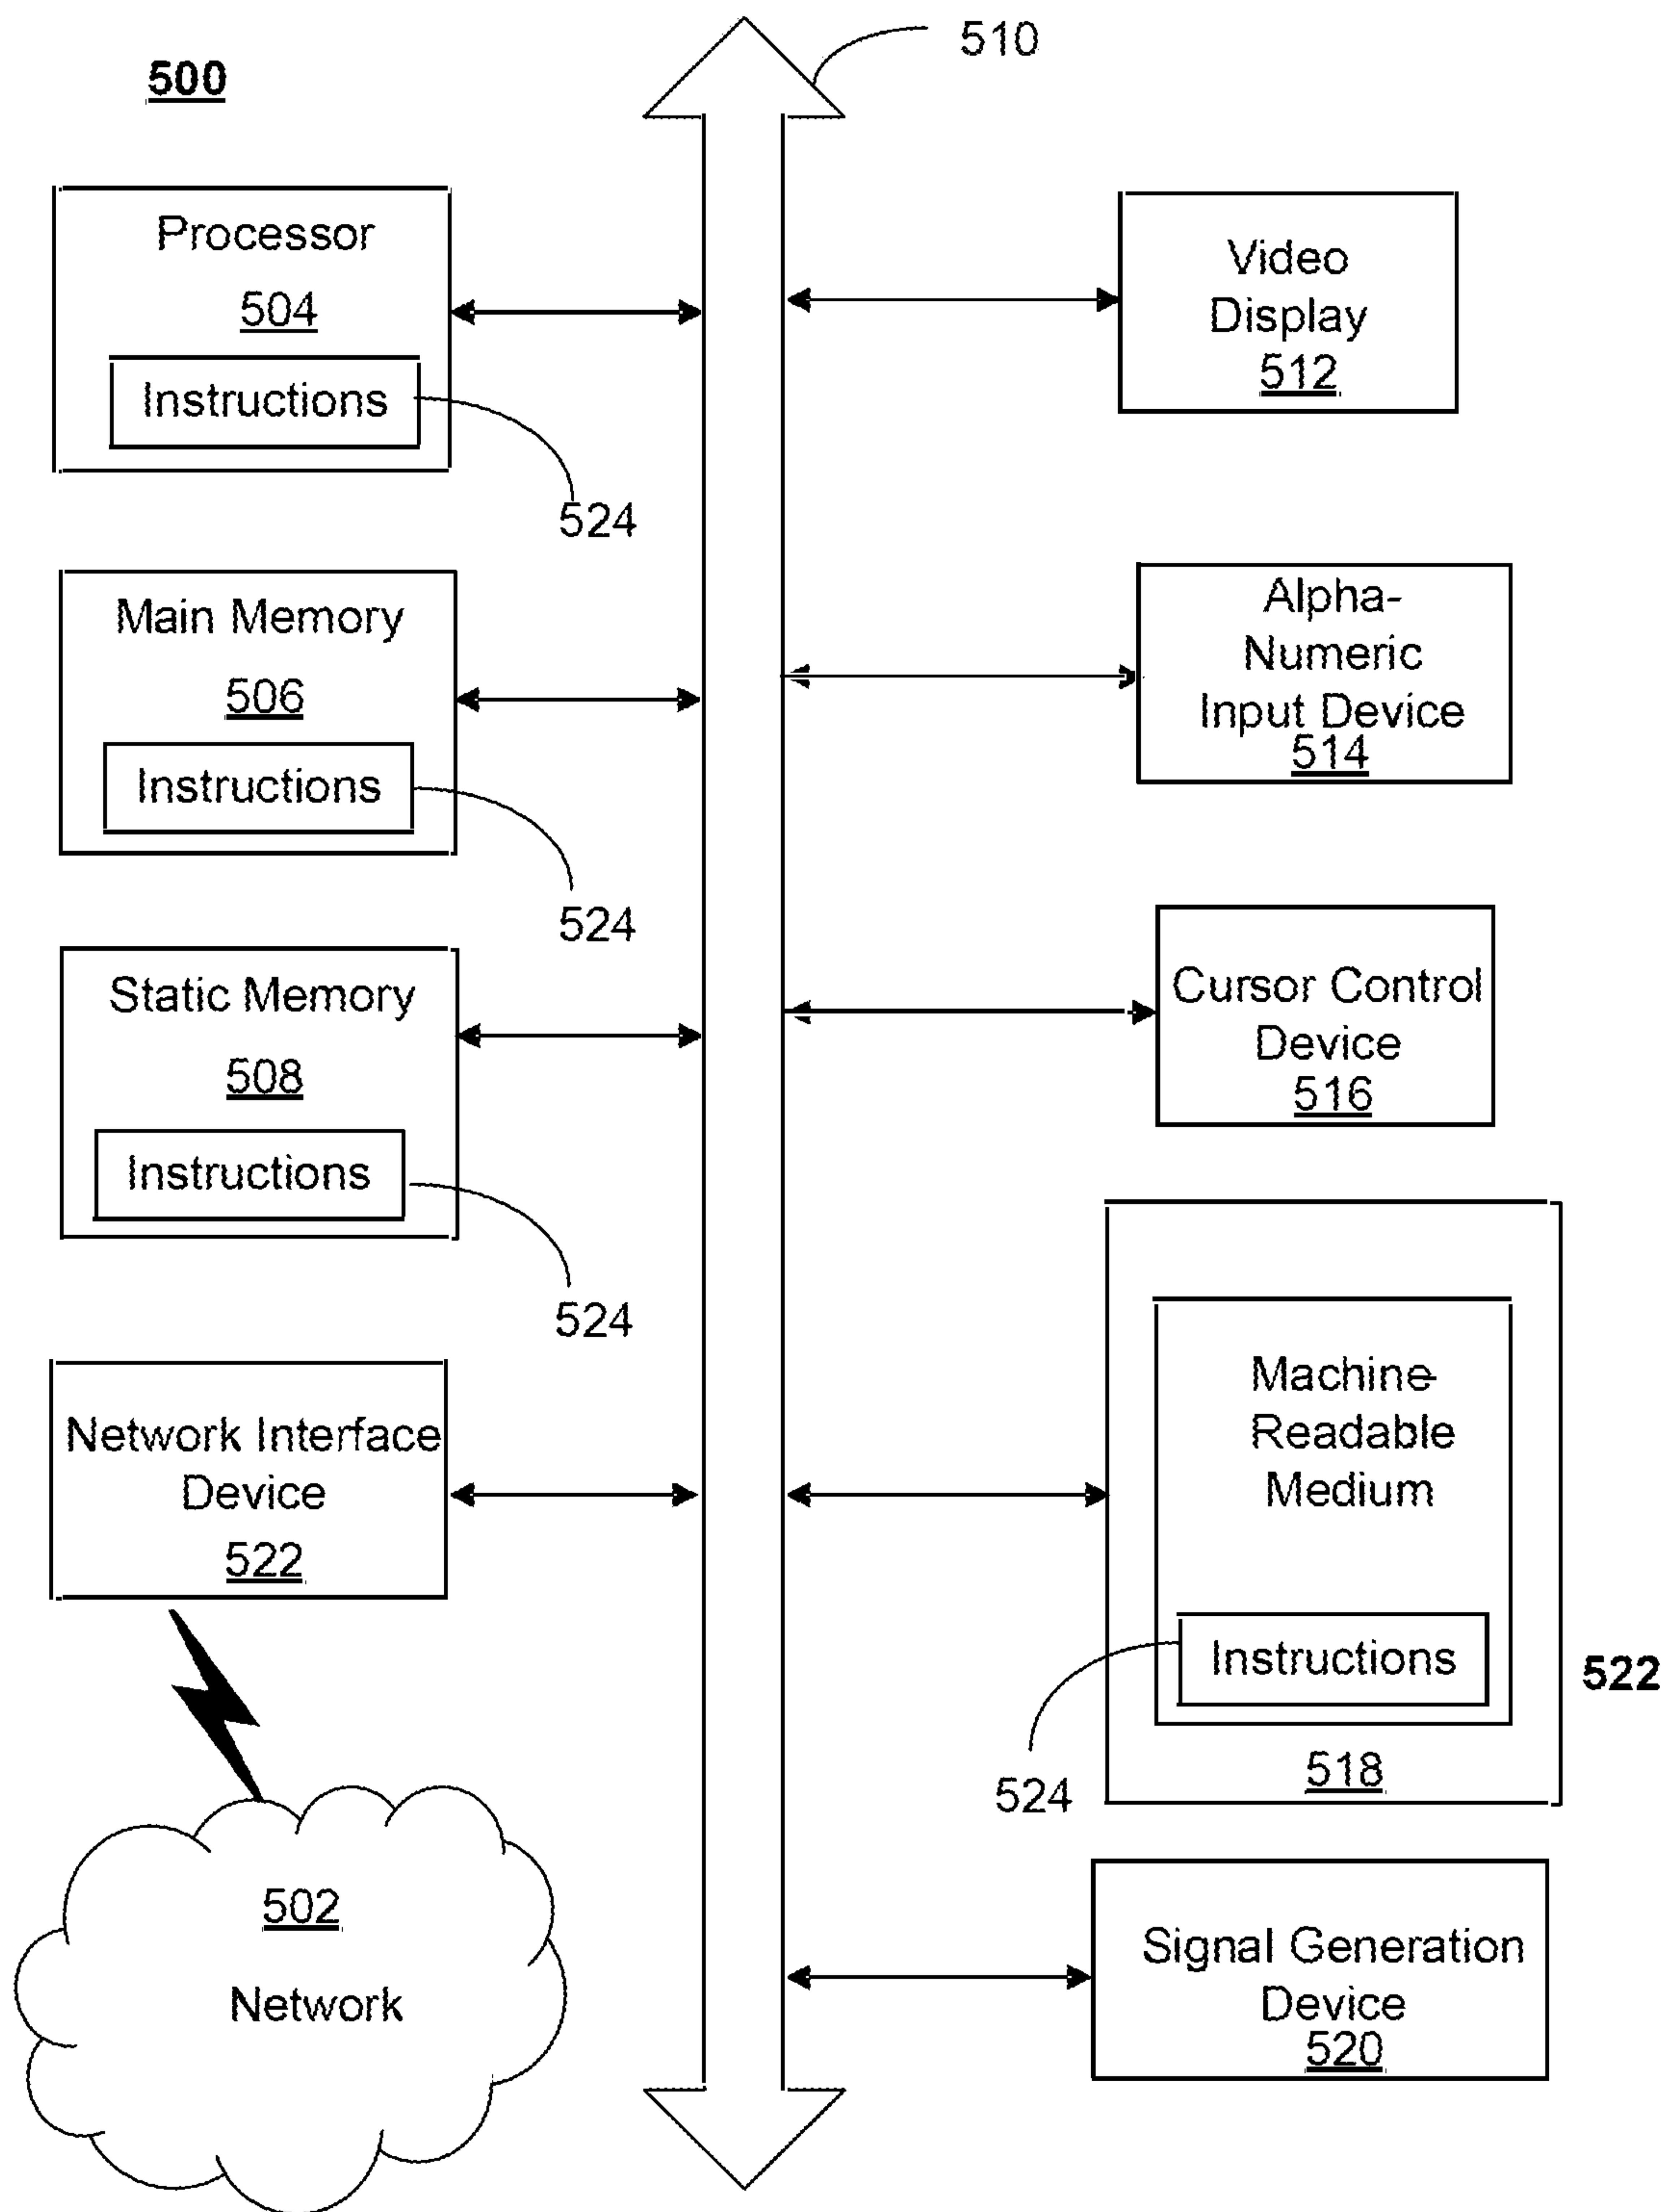 500
510
Processor
504
Instructions
524
Main Memory
506
Instructions
524
Static Memory
508
Instructions
524
Network Interface
Device
522
502
Network
Video
Display
512
Alpha-
Numeric
Input Device
514
Cursor Control
Device
516
Machine-
Readable
Medium
Instructions
522
524
518
Signal Generation
Device
520